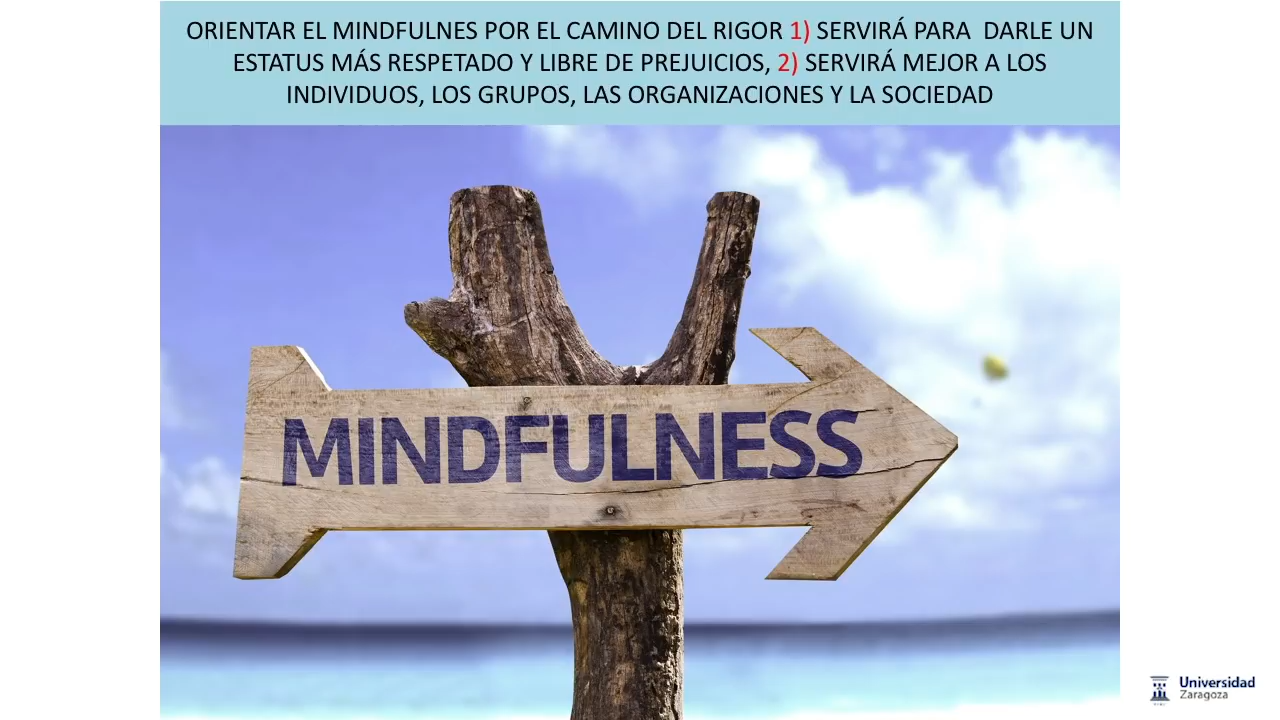 ORIENTAR EL MINDFULNES POR EL CAMINO DEL RIGOR 1) SERVIRÁ PARA  DARLE UN
ESTATUS MÁS RESPETADO Y LIBRE DE PREJUICIOS, 2) SERVIRÁ MEJOR A LOS
INDIVIDUOS, LOS GRUPOS, LAS ORGANIZACIONES Y LA SOCIEDAD
MINDFULNESS
Universidad
Zaragoza